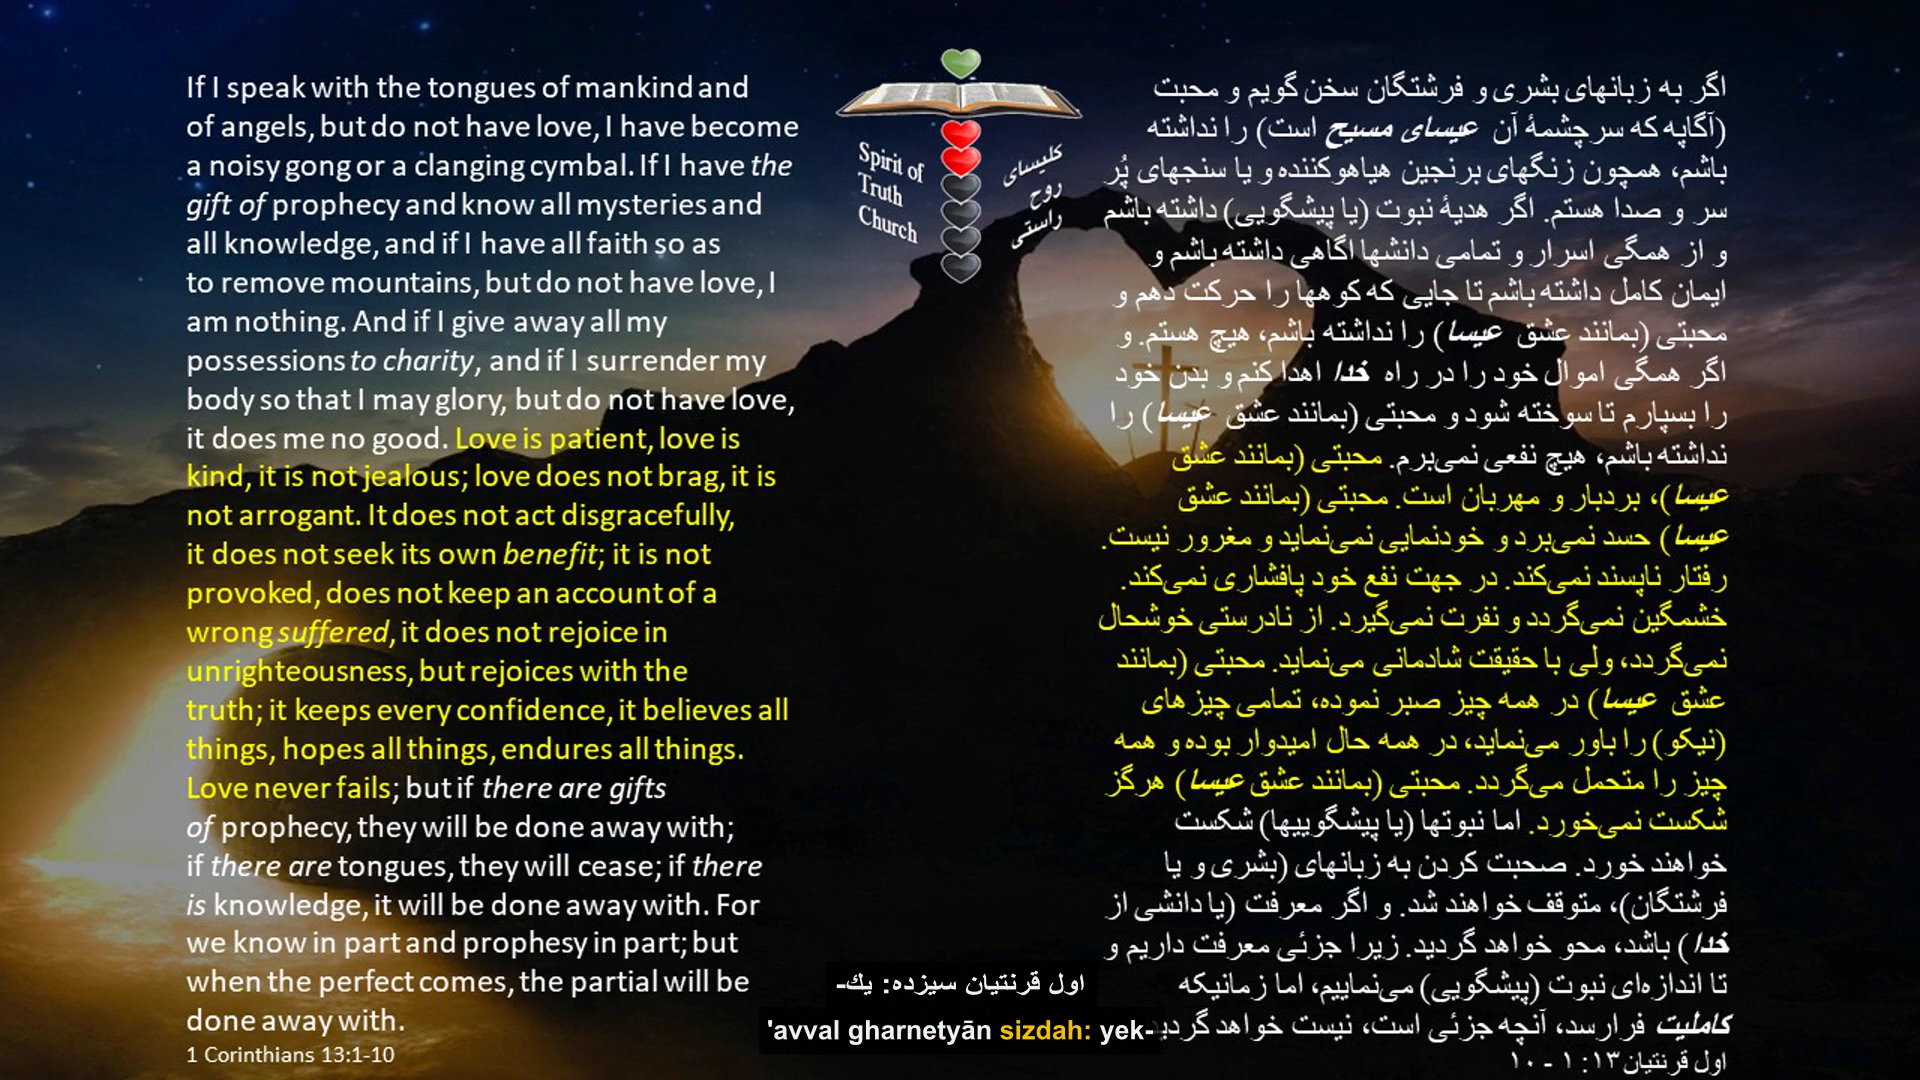 If I speak with the tongues of mankind and
of angels, but do not have love, I have become
a noisy gong or a clanging cymbal. If I have the
gift of prophecy and know all mysteries and
all knowledge, and if I have all faith so as
to remove mountains, but do not have love, I
am nothing. And if I give away all my
possessions to charity, and if I surrender my
body so that I may glory, but do not have love,
it does me no good. Love is patient, love is
kind, it is not jealous; love does not brag, it is
not arrogant. It does not act disgracefully,
it does not seek its own benefit; it is not
provoked, does not keep an account of a
wrong suffered, it does not rejoice in
unrighteousness, but rejoices with the
truth; it keeps every confidence, it believes all
things, hopes all things, endures all things.
Love never fails; but if there are gifts
of prophecy, they will be done away with;
if there are tongues, they will cease; if there
is knowledge, it will be done away with. For
we know in part and prophesy in part; but
when the perfect comes, the partial will be
done away with.
1 Corinthians 13:1-10
Spirit of
Truth
Church
کلیسای
روح
راستی
اگر به زبانهای بشری و فرشتگان سخن گویم و محبت
(آگاپه که سرچشمهٔ آن عیسای مسیح است) را نداشته
باشم، همچون زنگهای برنجین هیاهوکننده و یا سنجهای پُر
سر و صدا هستم. اگر هدیهٔ نبوت (یا پیشگویی) داشته باشم
و از همگی اسرار و تمامی دانشها آگاهی داشته باشم و
ایمان کامل داشته باشم تا جایی که کوهها را حرکت دهم و
محبتی (بمانند عشق عیسا) را نداشته باشم، هیچ هستم. و
اگر همگی اموال خود را در راه خدا اهدا کنم و بدن خود
را بسپارم تا سوخته شود و محبتی (بمانند عشق عیسا) را
نداشته باشم، هیچ نفعی نمی‌برم. محبتی (بمانند عشق
عیسا)، بردبار و مهربان است. محبتی (بمانند عشق
عیسا) حسد نمی‌برد و خودنمایی نمی‌نماید و مغرور نیست.
رفتار ناپسند نمی‌کند. در جهت نفع خود پافشاری نمی‌کند.
خشمگین نمی‌گردد و نفرت نمی‌گیرد. از نادرستی خوشحال
نمی‌گردد، ولی با حقیقت شادمانی می‌نماید. محبتی (بمانند
عشق عیسا) در همه چیز صبر نموده، تمامی چیزهای
(نیکو) را باور می‌نماید، در همه حال امیدوار بوده و همه
چیز را متحمل می‌گردد. محبتی (بمانند عشق عیسا) هرگز
شکست نمی‌خورد. اما نبوتها (یا پیشگوییها) شکست
خواهند خورد. صحبت کردن به زبانهای (بشری و یا
فرشتگان)، متوقف خواهند شد. و اگر معرفت (یا دانشی از
خدا) باشد، محو خواهد گردید. زیرا جزئی معرفت داریم و
تا اندازه‌ای نبوت (پیشگویی) می‌نماییم، اما زمانیکه
کاملیت فرا رسد، آنچه جزئی است، نیست خواهد گردید
اول قرنتیان ۱۳: ۱ - ۱۰
اول قرنتیان سیزده: یك-
'avval gharnetyān sizdah: yek-